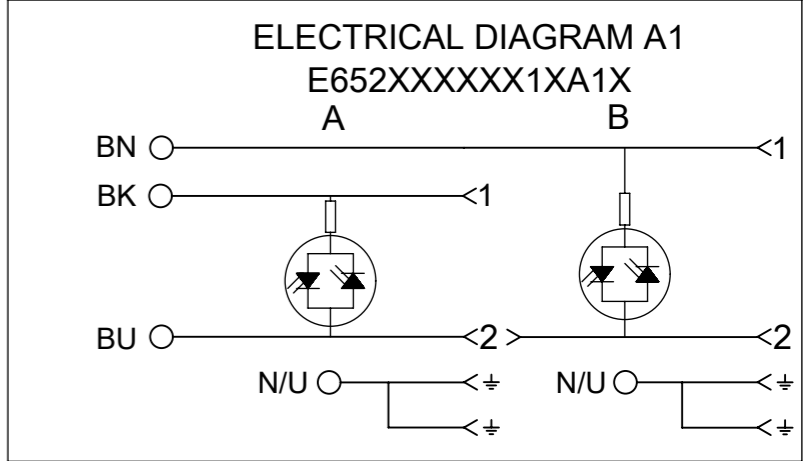 ELECTRICAL DIAGRAM A1
E652XXXXXX1XA1X
A B
BN 1
BK 1
BU 2 2
N/U N/U